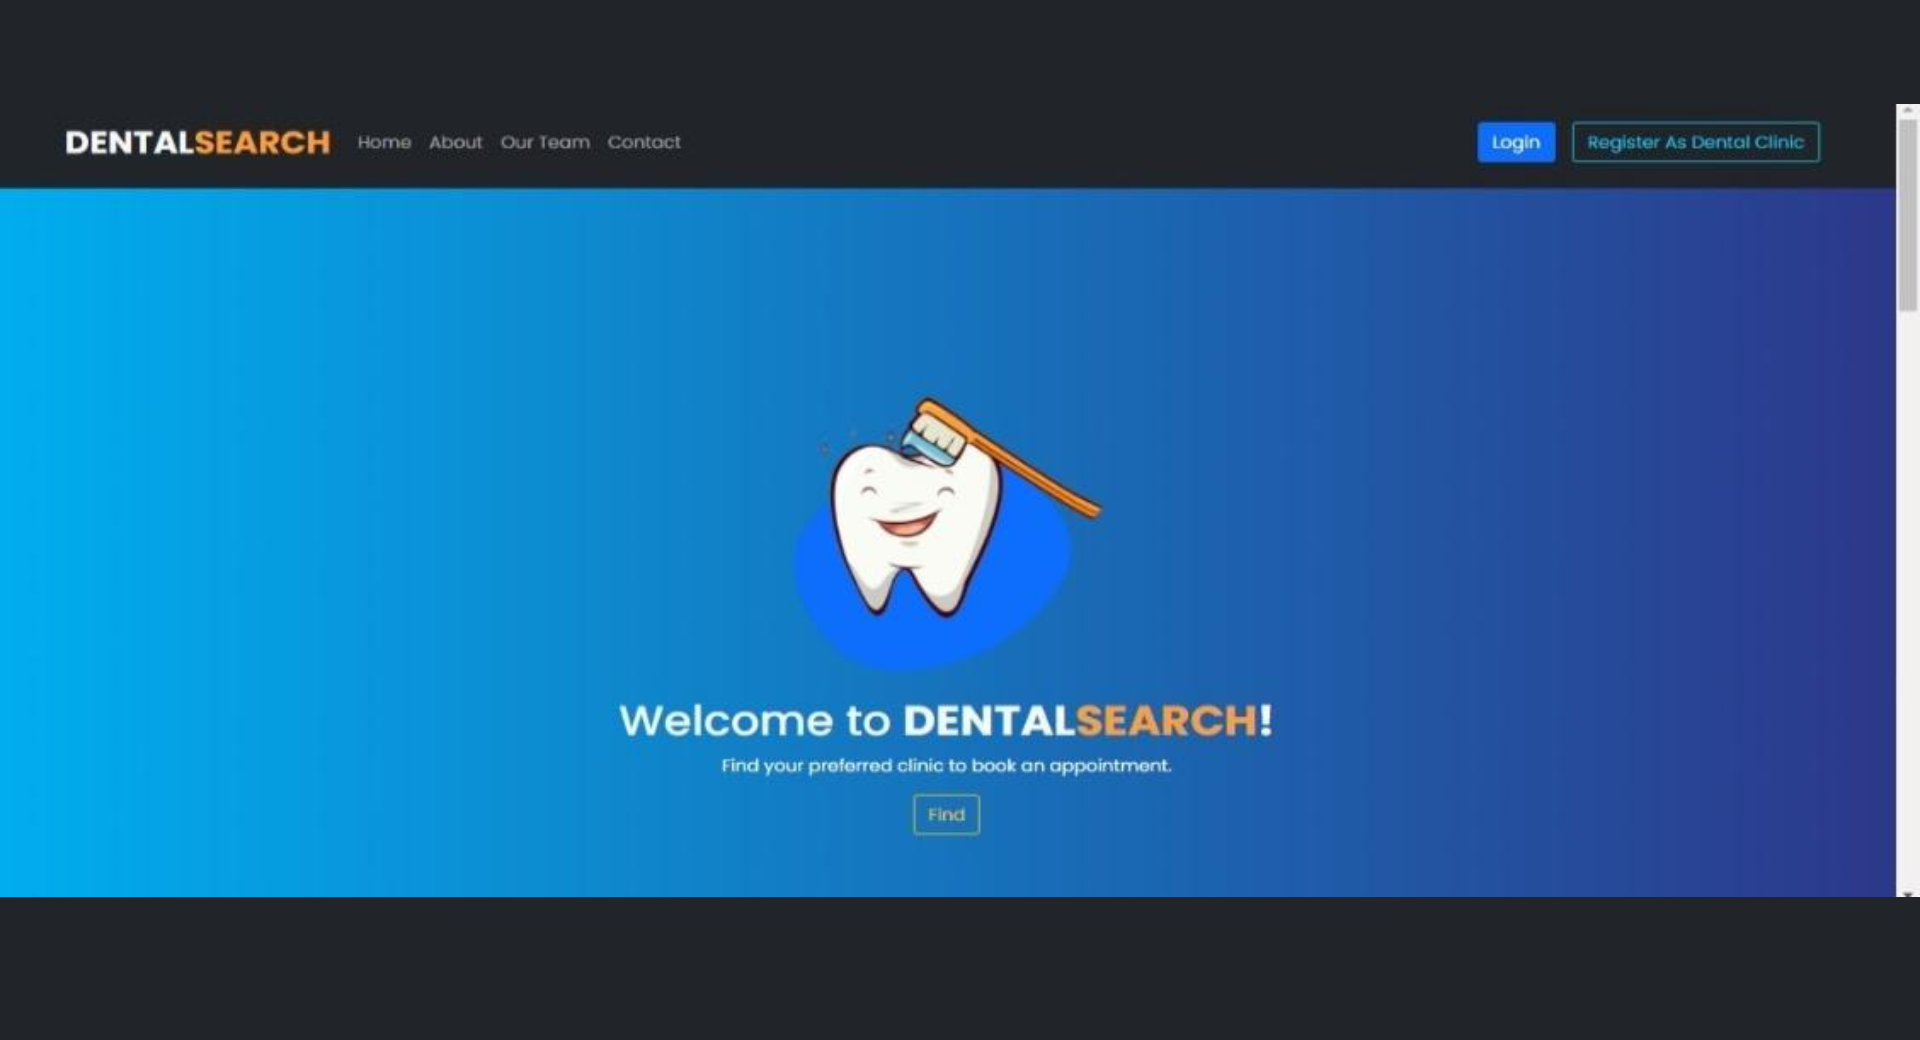 DENTALSEARCH Home About Our Team Contact Login Register As Dental Clinic
Welcome to DENTALSEARCH!
Find your preferred clinic to book an appointment.
Find